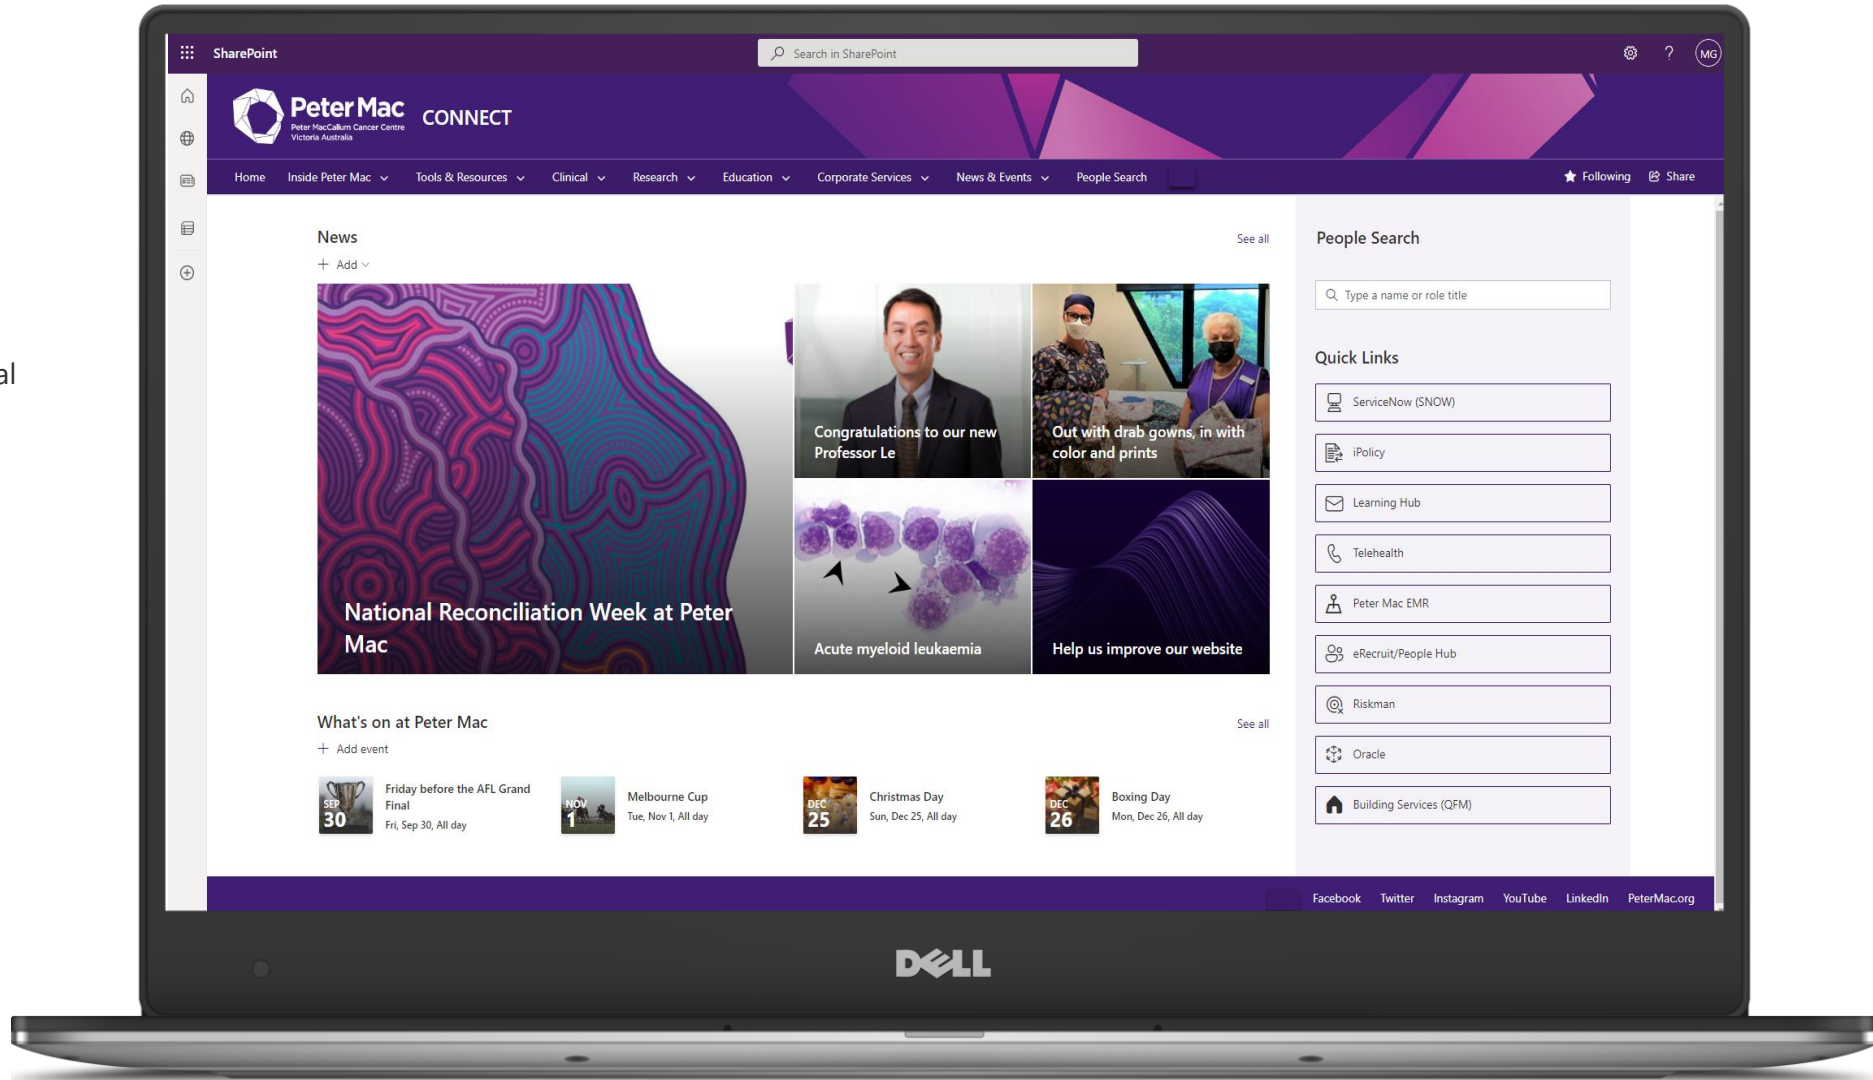 al
SharePoint
Search in SharePoint
?
MG
Peter Mac
Peter MacCallum Cancer Centre
Victoria Australia
CONNECT
Home
Inside Peter Mac
Tools & Resources
Clinical
Research
Education
Corporate Services
News & Events
People Search
Following
Share
News
See all
+ Add
National Reconciliation Week at Peter
Mac
Congratulations to our new
Professor Le
Out with drab gowns, in with
color and prints
Acute myeloid leukaemia
Help us improve our website
What's on at Peter Mac
See all
+ Add event
SEP
30
Friday before the AFL Grand
Final
Fri, Sep 30, All day
NOV
1
Melbourne Cup
Tue, Nov 1, All day
DEC
25
Christmas Day
Sun, Dec 25, All day
DEC
26
Boxing Day
Mon, Dec 26, All day
People Search
Type a name or role title
Quick Links
ServiceNow (SNOW)
iPolicy
Learning Hub
Telehealth
Peter Mac EMR
eRecruit/People Hub
Riskman
Oracle
Building Services (QFM)
Facebook
Twitter
Instagram
YouTube
LinkedIn
PeterMac.org
DELL